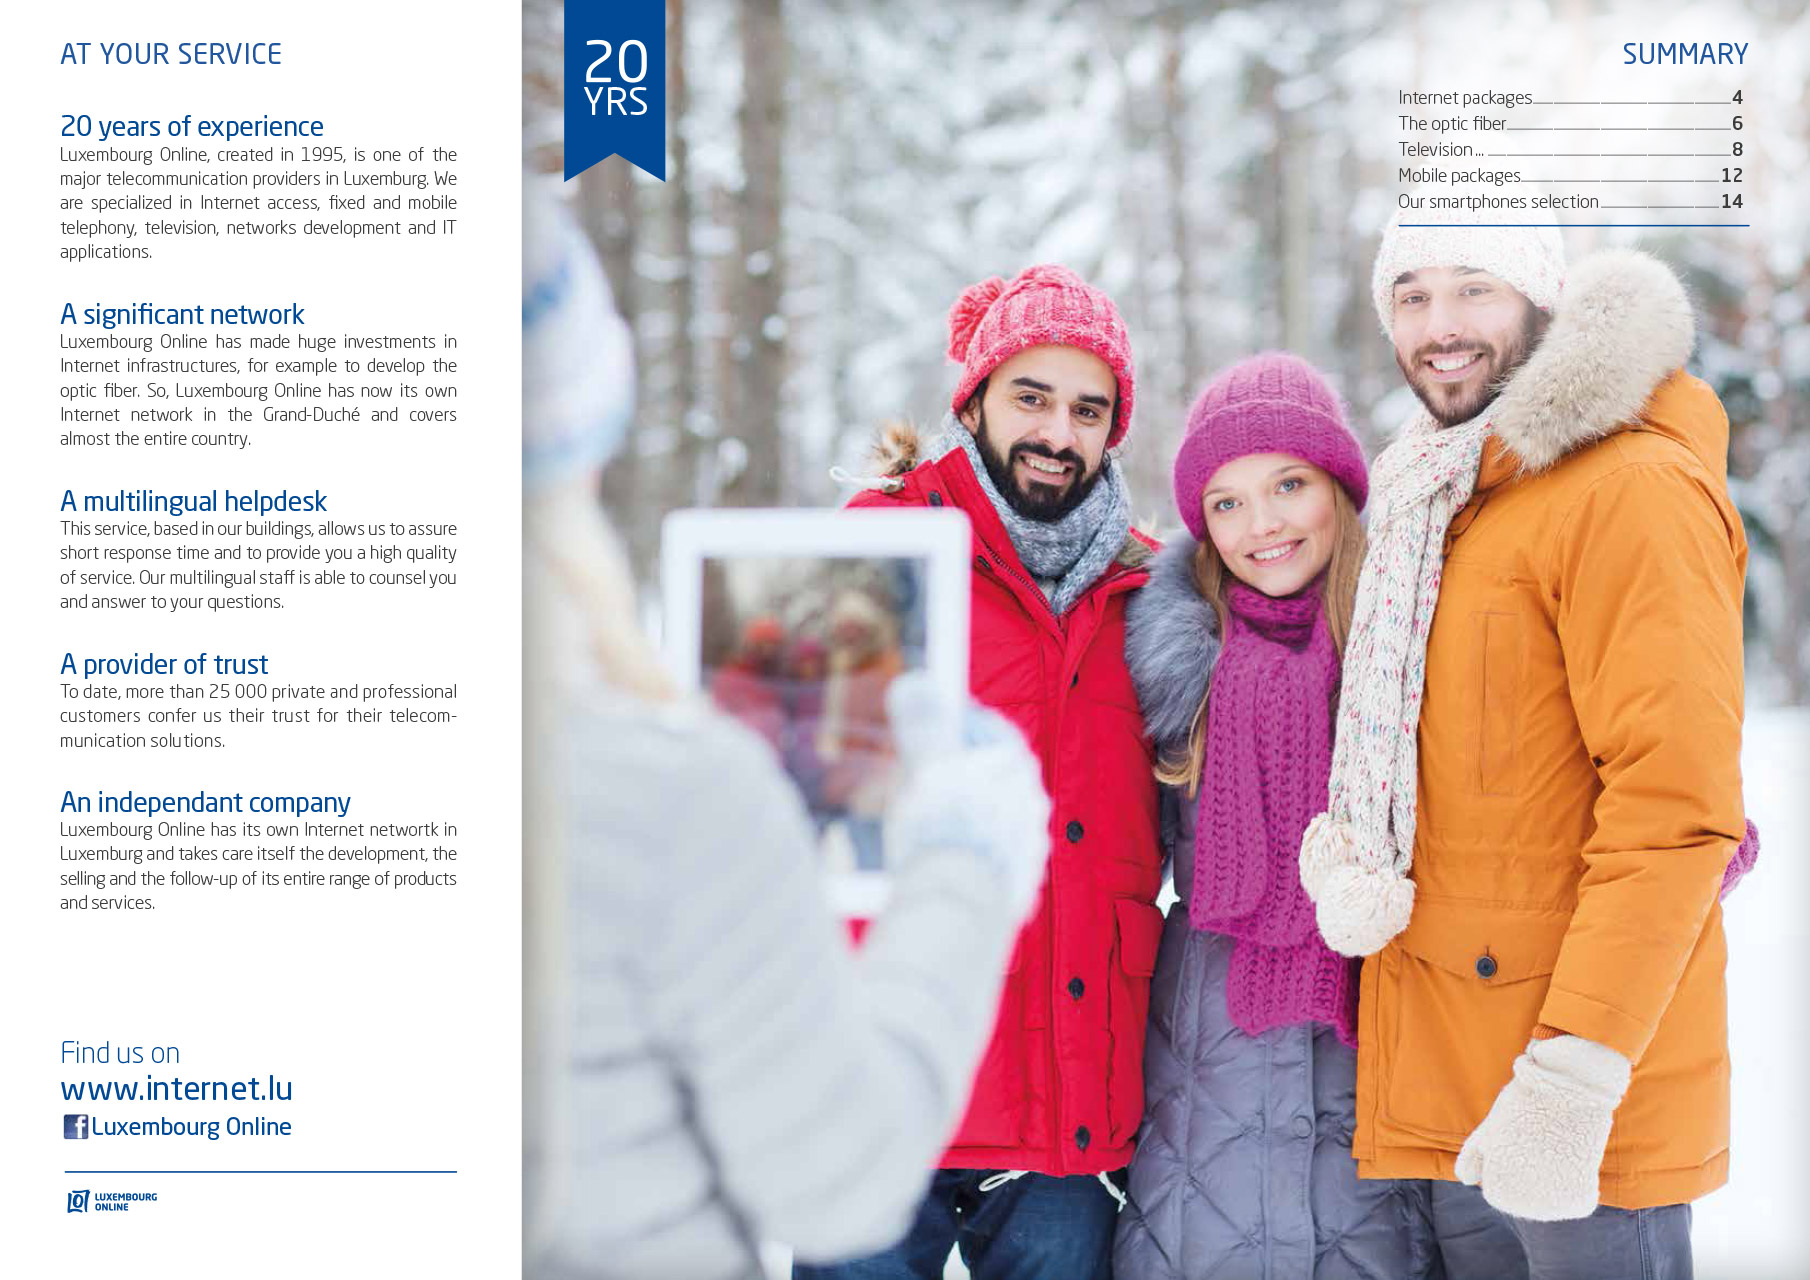 AT YOUR SERVICE
20 years of experience
Luxembourg Online, created in 1995, is one of the
major telecommunication providers in Luxemburg. We
are specialized in Internet access, fixed and mobile
telephony, television, networks development and IT
applications.
A significant network
Luxembourg Online has made huge investments in
Internet infrastructures, for example to develop the
optic fiber. So, Luxembourg Online has now its own
Internet network in the Grand-Duché and covers
almost the entire country.
A multilingual helpdesk
This service, based in our buildings, allows us to assure
short response time and to provide you a high quality
of service. Our multilingual staff is able to counsel you
and answer to your questions.
A provider of trust
To date, more than 25 000 private and professional
customers confer us their trust for their telecom-
munication solutions.
An independant company
Luxembourg Online has its own Internet networtk in
Luxemburg and takes care itself the development, the
selling and the follow-up of its entire range of products
and services.
Find us on
www.internet.lu
f Luxembourg Online
LOL LUXEMBOURG
ONLINE
20
YRS
SUMMARY
Internet packages 4
The optic fiber 6
Television ... 8
Mobile packages 12
Our smartphones selection 14